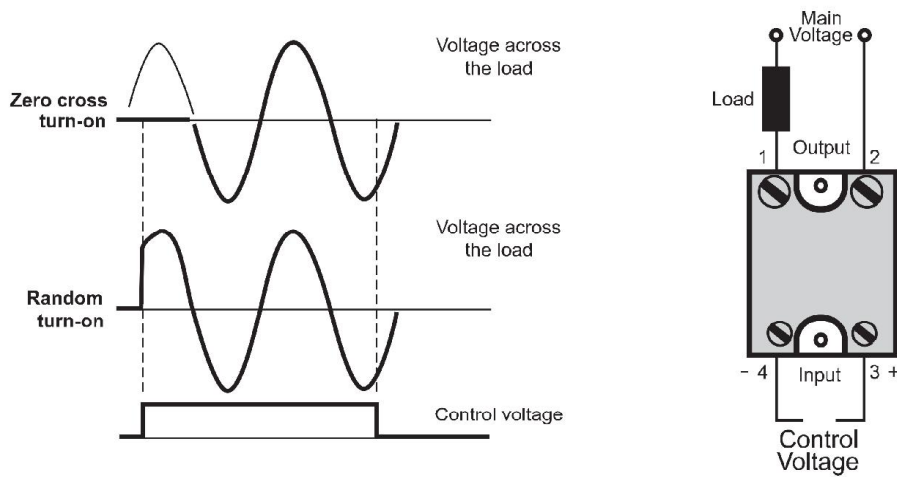 Voltage across
the load
Zero cross
turn-on
Voltage across
the load
Random
turn-on
Control voltage
Main
Voltage
Load
Output
1 2
- 4 Input 3 +
Control
Voltage